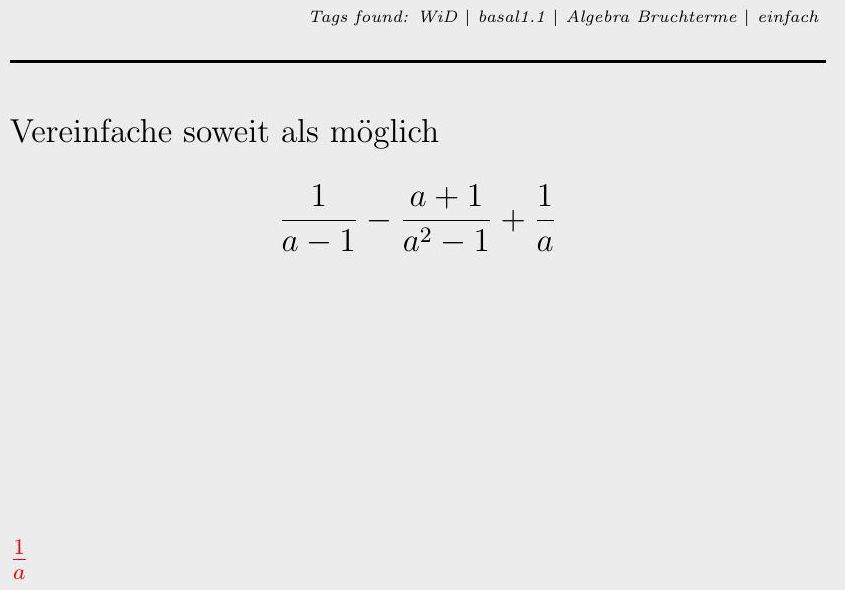 Tags found: WiD | basal1.1 | Algebra Bruchterme | einfach
Vereinfache soweit als möglich
\frac{1}{a-1} - \frac{a+1}{a^2-1} + \frac{1}{a}
\frac{1}{a}